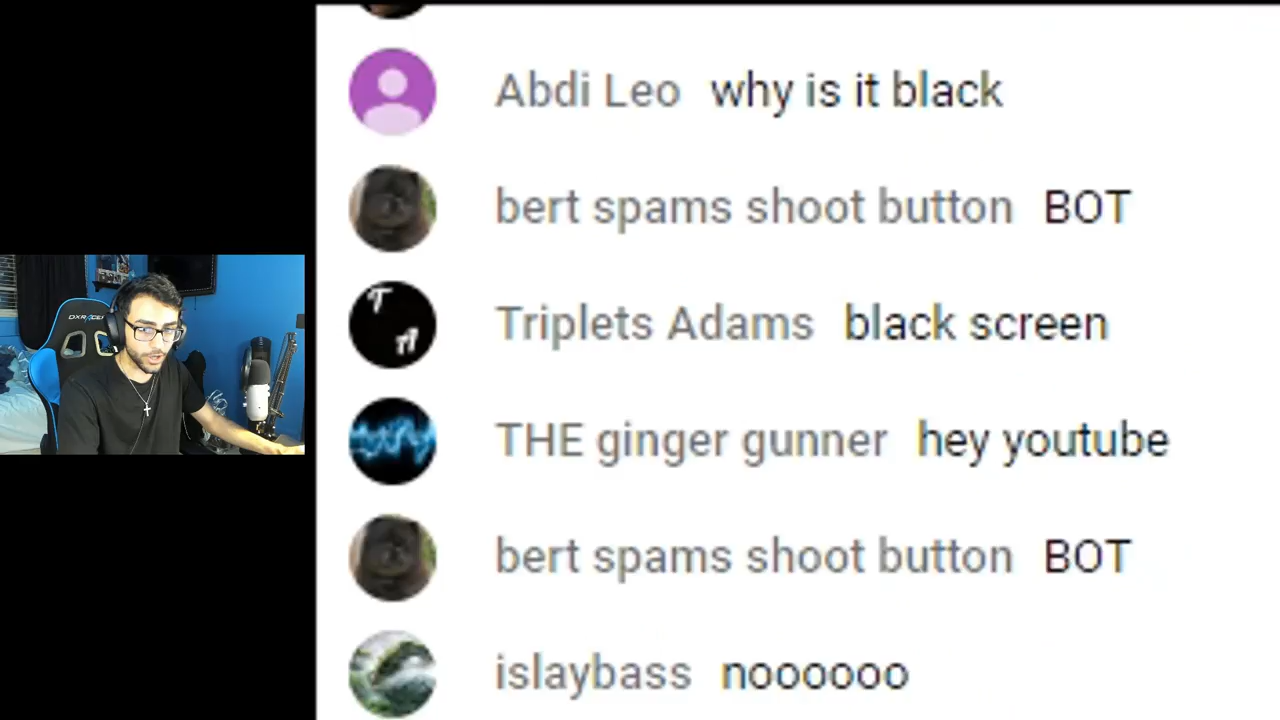 Abdi Leo why is it black
bert spams shoot button BOT
Triplets Adams black screen
THE ginger gunner hey youtube
bert spams shoot button BOT
islaybass noooooo
DXRACER
T
A